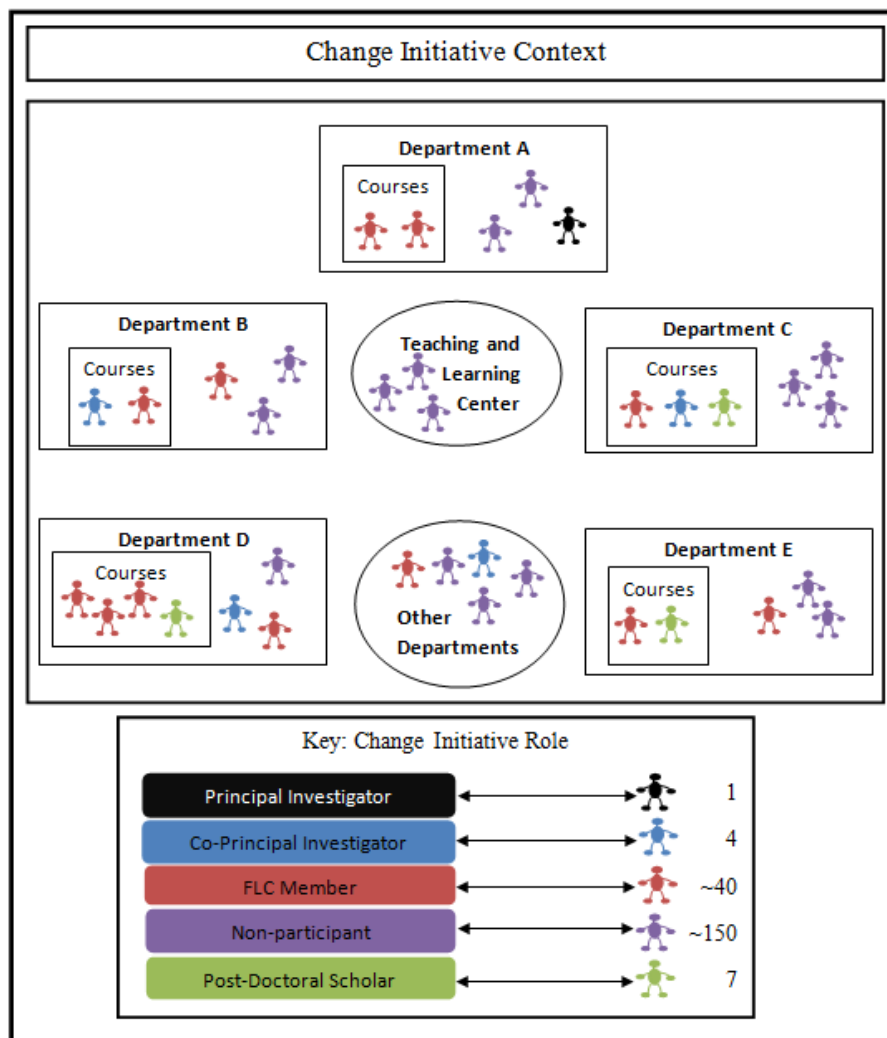 Change Initiative Context
Department A
Courses
Department B
Courses
Teaching and
Learning
Center
Department C
Courses
Department D
Courses
Other
Departments
Department E
Courses
Key: Change Initiative Role
Principal Investigator 1
Co-Principal Investigator 4
FLC Member ~40
Non-participant ~150
Post-Doctoral Scholar 7